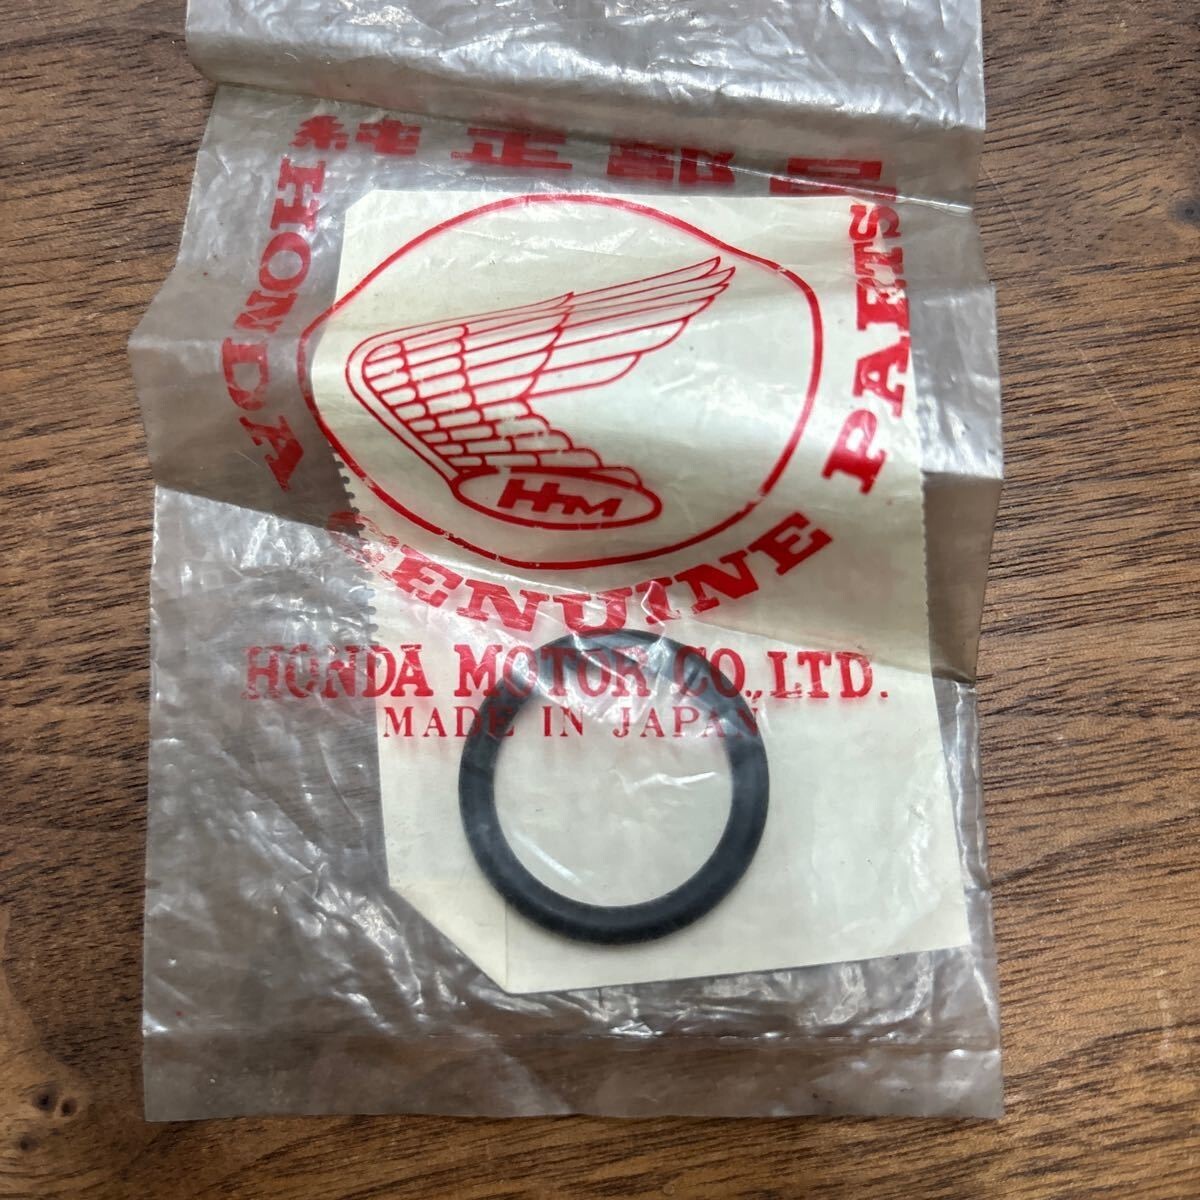 純正部品
HONDA
GENUINE
PARTS
HM
HONDA MOTOR CO., LTD.
MADE IN JAPAN